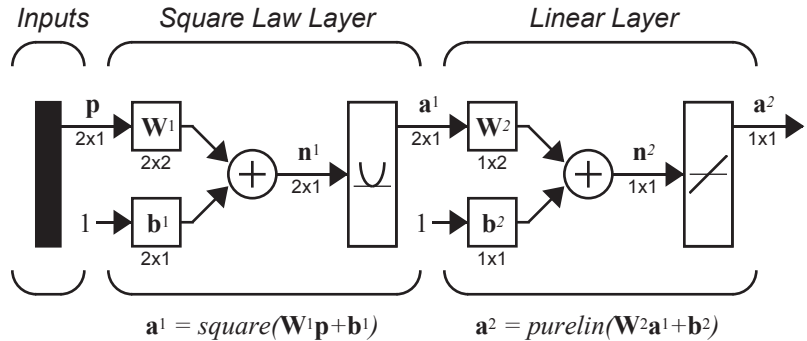 Inputs Square Law Layer Linear Layer
p a¹ a²
W¹ W²
2x1 2x1 1x1
2x2 n¹ 1x2 n²
2x1 1x1
1 b¹ 1 b²
2x1 1x1
a¹ = square(W¹p+b¹) a² = purelin(W²a¹+b²)